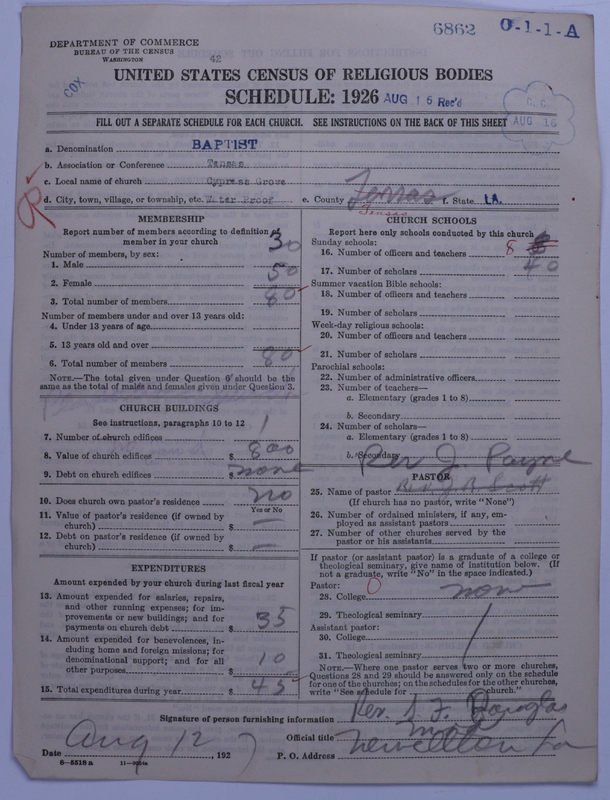 6862 O-1-1-A
DEPARTMENT OF COMMERCE
BUREAU OF THE CENSUS
WASHINGTON
42
COX
UNITED STATES CENSUS OF RELIGIOUS BODIES
SCHEDULE: 1926 AUG 16 Rec'd
C. C.
AUG 16
FILL OUT A SEPARATE SCHEDULE FOR EACH CHURCH. SEE INSTRUCTIONS ON THE BACK OF THIS SHEET
a. Denomination BAPTIST
b. Association or Conference Tensas
c. Local name of church Cypress Grove
d. City, town, village, or township, etc. Water Proof e. County Tensas f. State LA.
Tensas
R
MEMBERSHIP
Report number of members according to definition of
member in your church
Number of members, by sex:
1. Male 30
2. Female 50
3. Total number of members 80
Number of members under and over 13 years old:
4. Under 13 years of age
5. 13 years old and over
6. Total number of members 80
NOTE.—The total given under Question 6 should be the
same as the total of males and females given under Question 3.
CHURCH BUILDINGS
See instructions, paragraphs 10 to 12
7. Number of church edifices 1
8. Value of church edifices $ 800
9. Debt on church edifices $ none
10. Does church own pastor's residence no
Yes or No
11. Value of pastor's residence (if owned by
church) $ —
12. Debt on pastor's residence (if owned by
church) $ —
EXPENDITURES
Amount expended by your church during last fiscal year
13. Amount expended for salaries, repairs,
and other running expenses; for im-
provements or new buildings; and for
payments on church debt $ 35
14. Amount expended for benevolences, in-
cluding home and foreign missions; for
denominational support; and for all
other purposes $ 10
15. Total expenditures during year $ 45
CHURCH SCHOOLS
Report here only schools conducted by this church
Sunday schools:
16. Number of officers and teachers 8
17. Number of scholars 40
Summer vacation Bible schools:
18. Number of officers and teachers
19. Number of scholars
Week-day religious schools:
20. Number of officers and teachers
21. Number of scholars
Parochial schools:
22. Number of administrative officers
23. Number of teachers—
a. Elementary (grades 1 to 8)
b. Secondary
24. Number of scholars—
a. Elementary (grades 1 to 8)
b. Secondary
Rev J. Payne
PASTOR
25. Name of pastor Rev. J. A. Scott
(If church has no pastor, write "None")
26. Number of ordained ministers, if any, em-
ployed as assistant pastors
27. Number of other churches served by the
pastor or his assistants
If pastor (or assistant pastor) is a graduate of a college or
theological seminary, give name of institution below. (If
not a graduate, write "No" in the space indicated.)
Pastor: 0
28. College none
29. Theological seminary
Assistant pastor:
30. College
31. Theological seminary
NOTE.—Where one pastor serves two or more churches,
Questions 28 and 29 should be answered only on the schedule
for one of the churches; on the schedules for the other churches,
write "See schedule for church."
Signature of person furnishing information Rev. S. F. Douglas
Official title
Date Aug 12, 1927 P. O. Address Newellton La
8-5518a